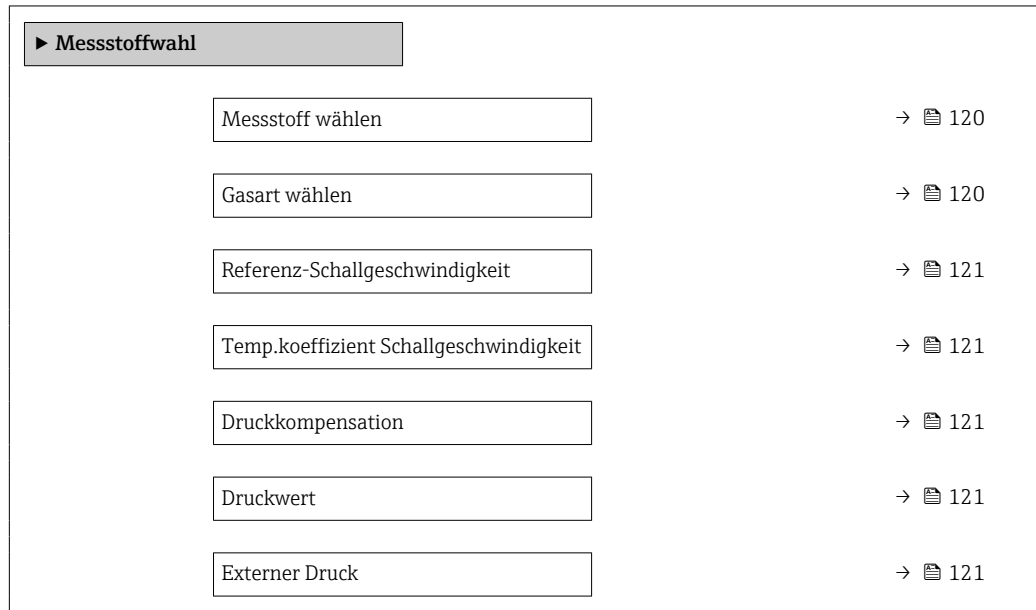 ▶ Messstoffwahl
Messstoff wählen → 120
Gasart wählen → 120
Referenz-Schallgeschwindigkeit → 121
Temp.koeffizient Schallgeschwindigkeit → 121
Druckkompensation → 121
Druckwert → 121
Externer Druck → 121